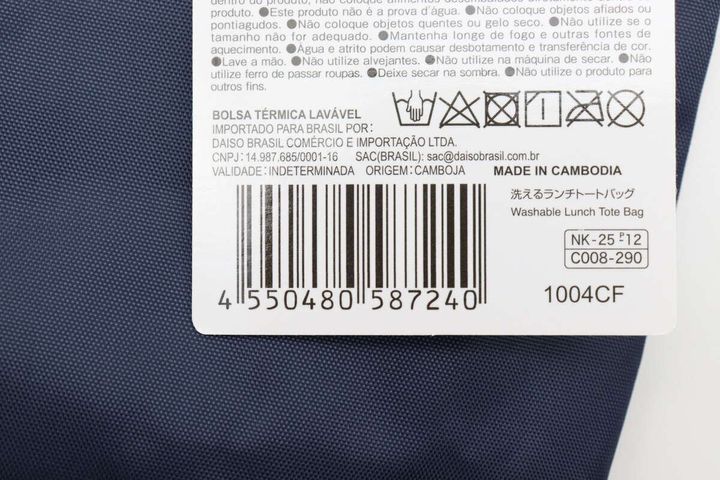 dentro do produto, não coloque alimentos desembalados
produto. ●Este produto não é a prova d'água. ●Não coloque objetos afiados ou
pontiagudos. ●Não coloque objetos quentes ou gelo seco. ●Não utilize se o
tamanho não for adequado. ●Mantenha longe de fogo e outras fontes de
aquecimento. ●Água e atrito podem causar desbotamento e transferência de cor.
●Lave a mão. ●Não utilize alvejantes. ●Não utilize na máquina de secar. ●Não
utilize ferro de passar roupas. ●Deixe secar na sombra. ●Não utilize o produto para
outros fins.
BOLSA TÉRMICA LAVÁVEL
IMPORTADO PARA BRASIL POR:
DAISO BRASIL COMÉRCIO E IMPORTAÇÃO LTDA.
CNPJ: 14.987.685/0001-16 SAC(BRASIL): sac@daisobrasil.com.br
VALIDADE: INDETERMINADA ORIGEM: CAMBOJA MADE IN CAMBODIA
洗えるランチトートバッグ
Washable Lunch Tote Bag
NK-25 P-12
C008-290
4 550480 587240
1004CF